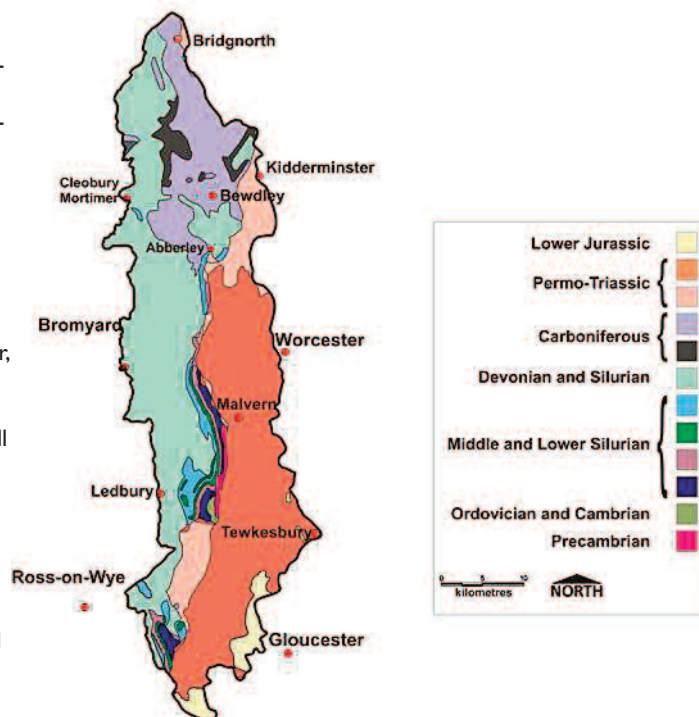 Bridgnorth
Kidderminster
Cleobury
Mortimer
Bewdley
Abberley
Bromyard
Worcester
Malvern
Ledbury
Tewkesbury
Ross-on-Wye
Gloucester
r,
ll
Lower Jurassic
Permo-Triassic
Carboniferous
Devonian and Silurian
Middle and Lower Silurian
Ordovician and Cambrian
Precambrian
0 5 10
kilometres
NORTH